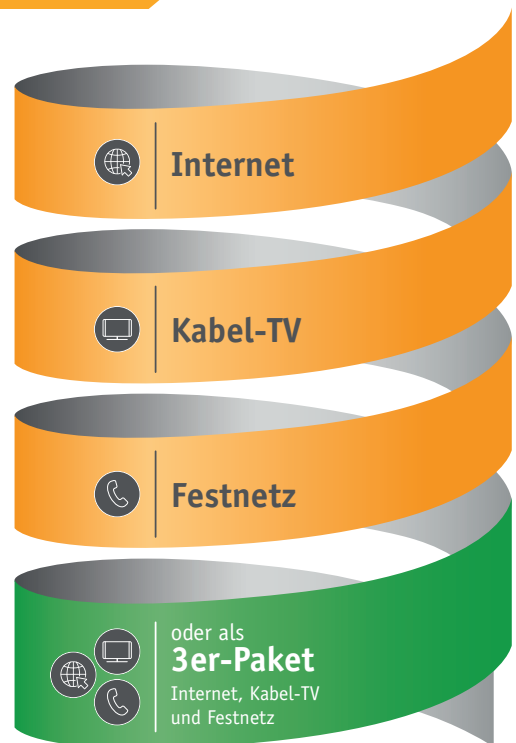 Internet
Kabel-TV
Festnetz
oder als
3er-Paket
Internet, Kabel-TV
und Festnetz